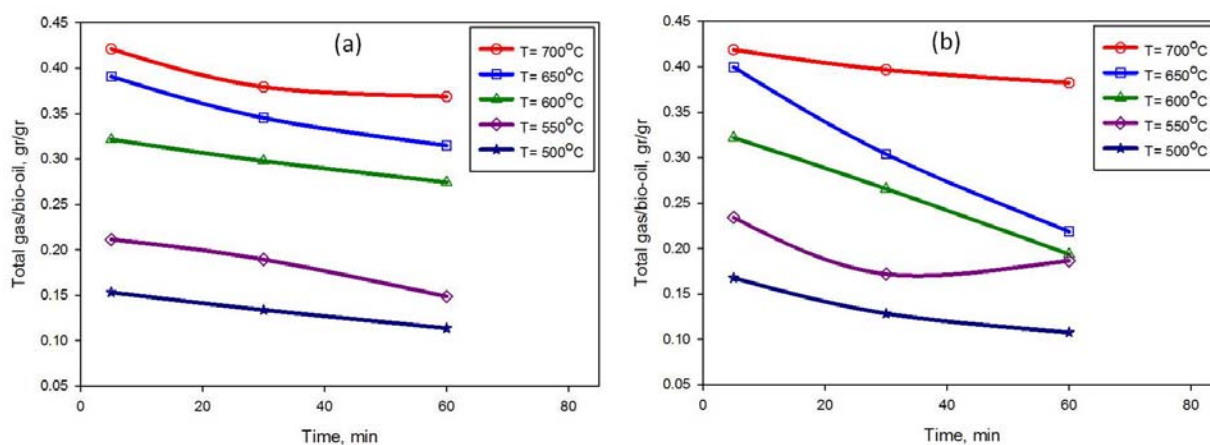 (a)
Total gas/bio-oil, gr/gr
0.45
0.40
0.35
0.30
0.25
0.20
0.15
0.10
0.05
0
20
40
60
80
Time, min
T= 700°C
T= 650°C
T= 600°C
T= 550°C
T= 500°C
(b)
Total gas/bio-oil, gr/gr
0.45
0.40
0.35
0.30
0.25
0.20
0.15
0.10
0.05
0
20
40
60
80
Time, min
T= 700°C
T= 650°C
T= 600°C
T= 550°C
T= 500°C